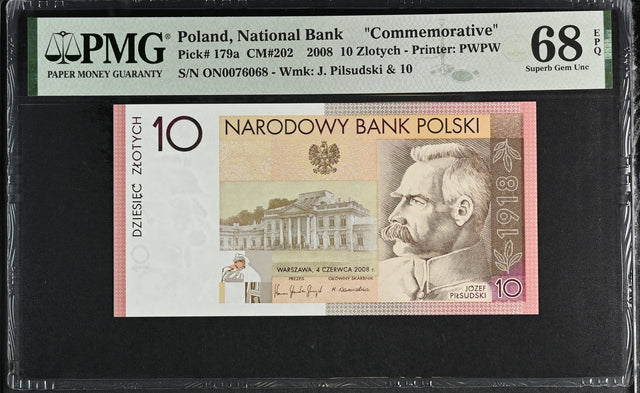 PMG
PAPER MONEY GUARANTY
Poland, National Bank "Commemorative"
Pick# 179a CM#202 2008 10 Zlotych - Printer: PWPW
S/N ON0076068 - Wmk: J. Pilsudski & 10
68 EPQ
Superb Gem Unc
10
NARODOWY BANK POLSKI
DZIESIĘĆ ZŁOTYCH
10
1918
WARSZAWA, 4 CZERWCA 2008 r.
PREZES GŁÓWNY SKARBNIK
JÓZEF
PIŁSUDSKI
10